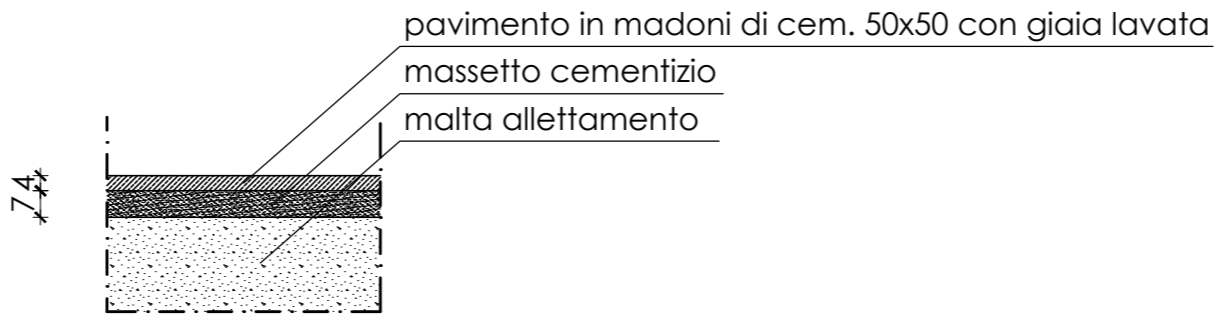 pavimento in madoni di cem. 50x50 con giaia lavata
massetto cementizio
malta allettamento
4
7